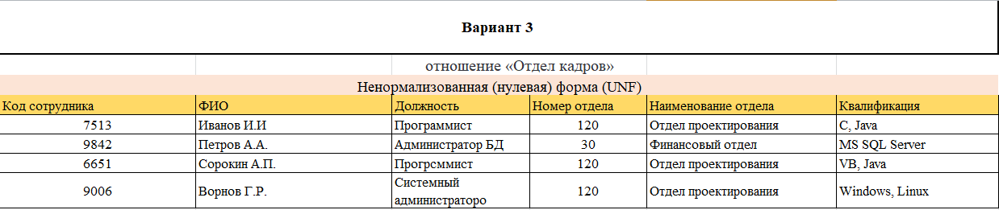 Вариант 3
отношение «Отдел кадров»
Ненормализованная (нулевая) форма (UNF)
Код сотрудника ФИО Должность Номер отдела Наименование отдела Квалификация
7513 Иванов И.И Программист 120 Отдел проектирования C, Java
9842 Петров А.А. Администратор БД 30 Финансовый отдел MS SQL Server
6651 Сорокин А.П. Прогрсммист 120 Отдел проектирования VB, Java
9006 Ворнов Г.Р. Системный администраторо 120 Отдел проектирования Windows, Linux